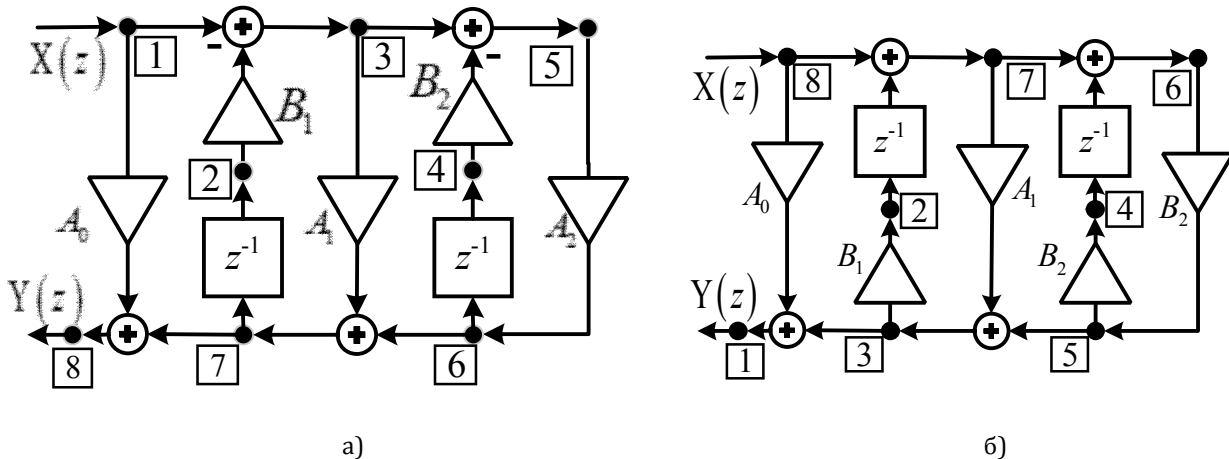 1
3
5
X(z)
B₁
B₂
2
4
A₀
z⁻¹
A₁
z⁻¹
A₂
Y(z)
8
7
6
а)
X(z)
8
7
6
z⁻¹
z⁻¹
A₀
2
A₁
4
B₂
B₁
B₂
Y(z)
1
3
5
б)